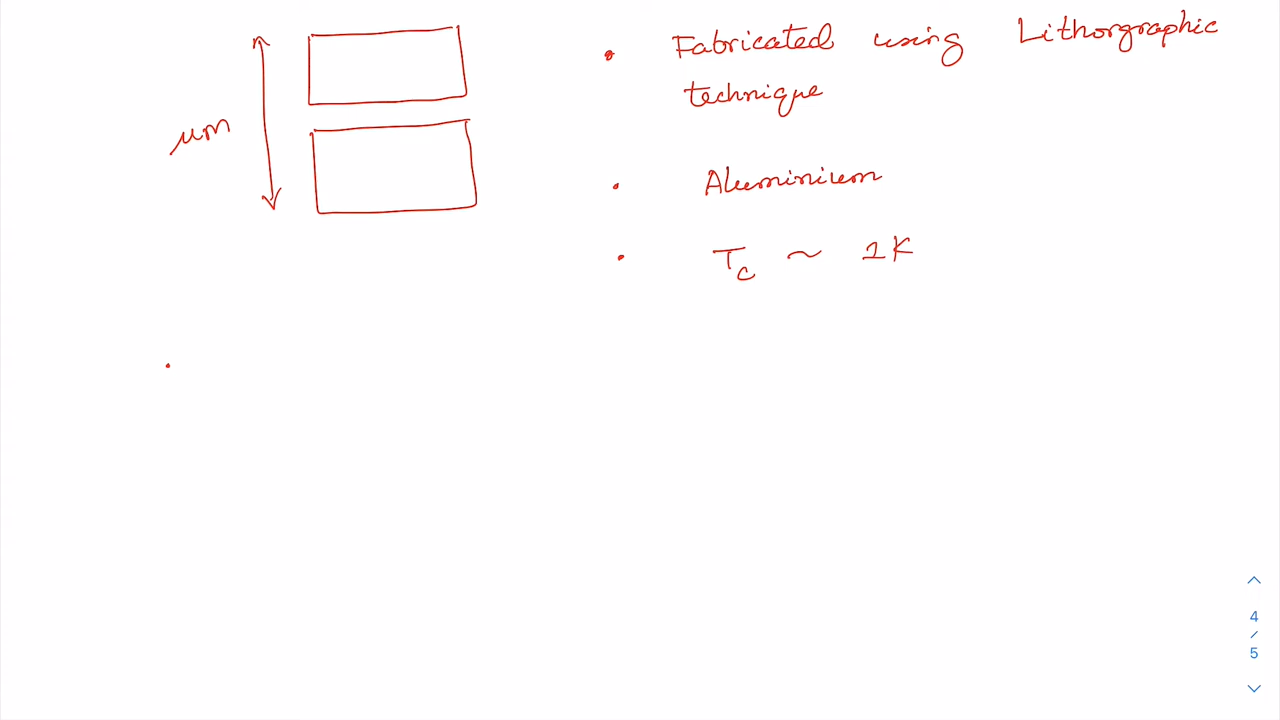 Fabricated using Lithorgraphic
technique
μm
Aluminium
Tc ~ 1K
4
/
5